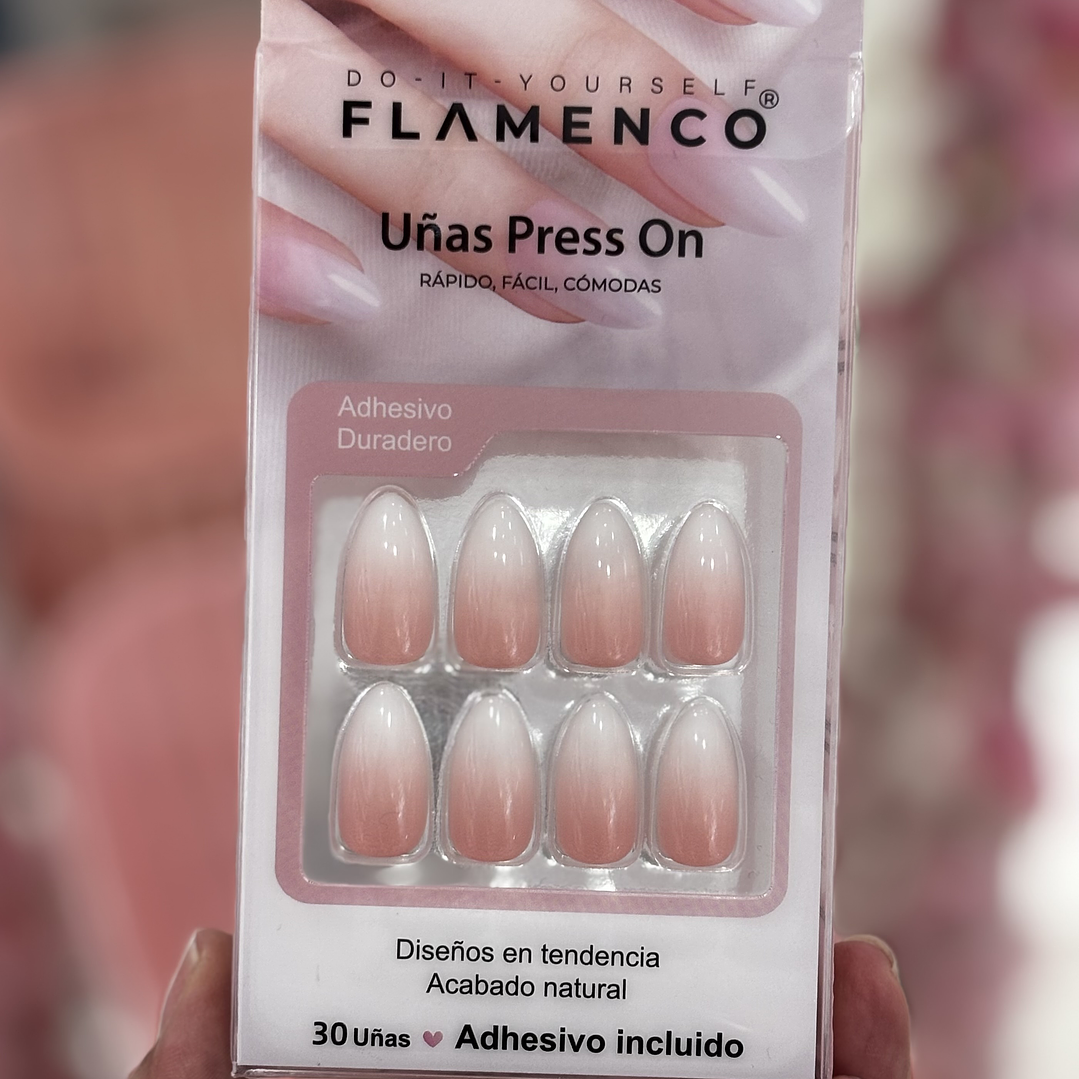 DO-IT-YOURSELF
FLAMENCO®
Uñas Press On
RÁPIDO, FÁCIL, CÓMODAS
Adhesivo
Duradero
Diseños en tendencia
Acabado natural
30 Uñas ♥ Adhesivo incluido